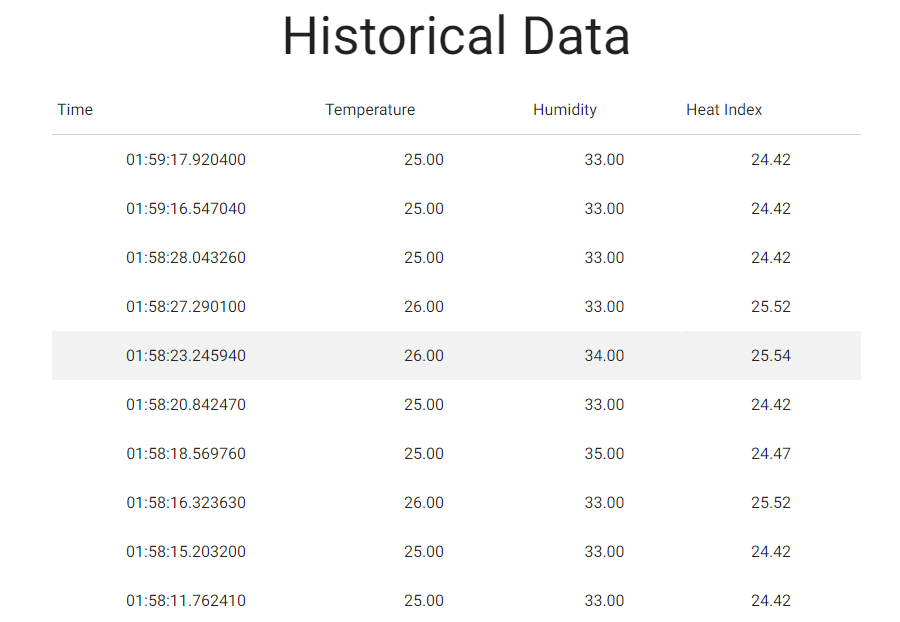 Historical Data
Time Temperature Humidity Heat Index
01:59:17.920400 25.00 33.00 24.42
01:59:16.547040 25.00 33.00 24.42
01:58:28.043260 25.00 33.00 24.42
01:58:27.290100 26.00 33.00 25.52
01:58:23.245940 26.00 34.00 25.54
01:58:20.842470 25.00 33.00 24.42
01:58:18.569760 25.00 35.00 24.47
01:58:16.323630 26.00 33.00 25.52
01:58:15.203200 25.00 33.00 24.42
01:58:11.762410 25.00 33.00 24.42